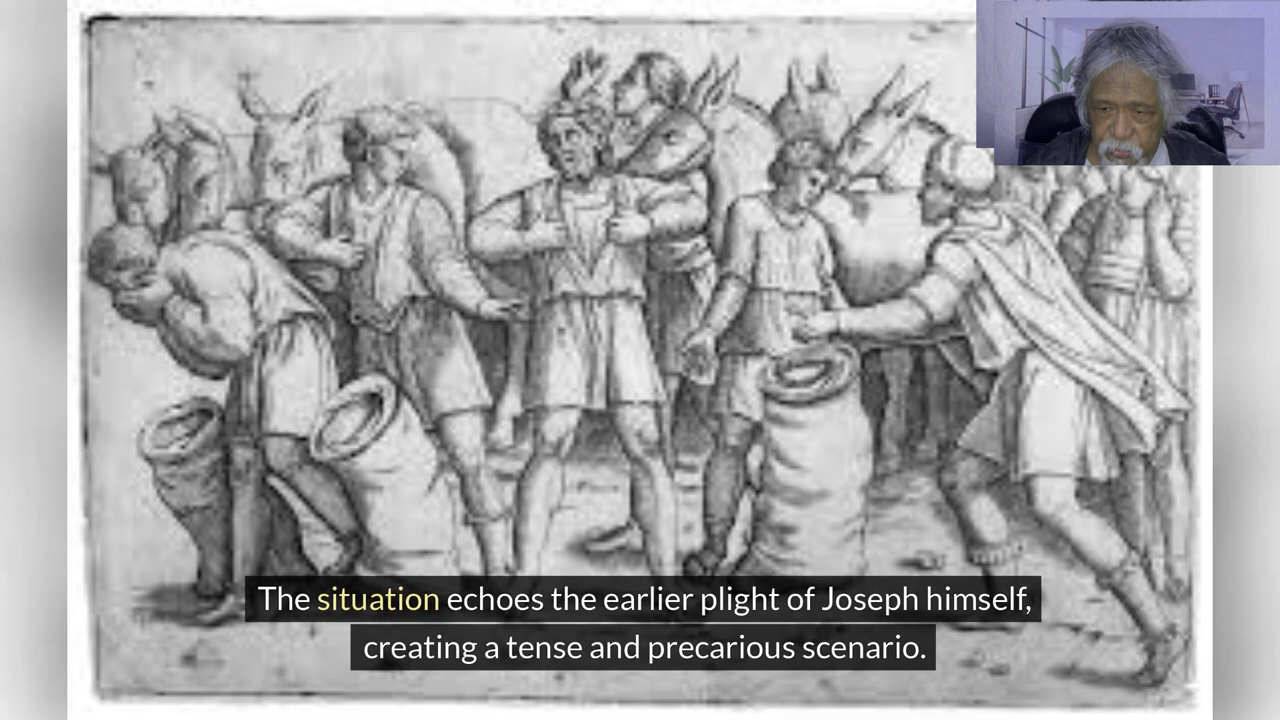 The situation echoes the earlier plight of Joseph himself,
creating a tense and precarious scenario.